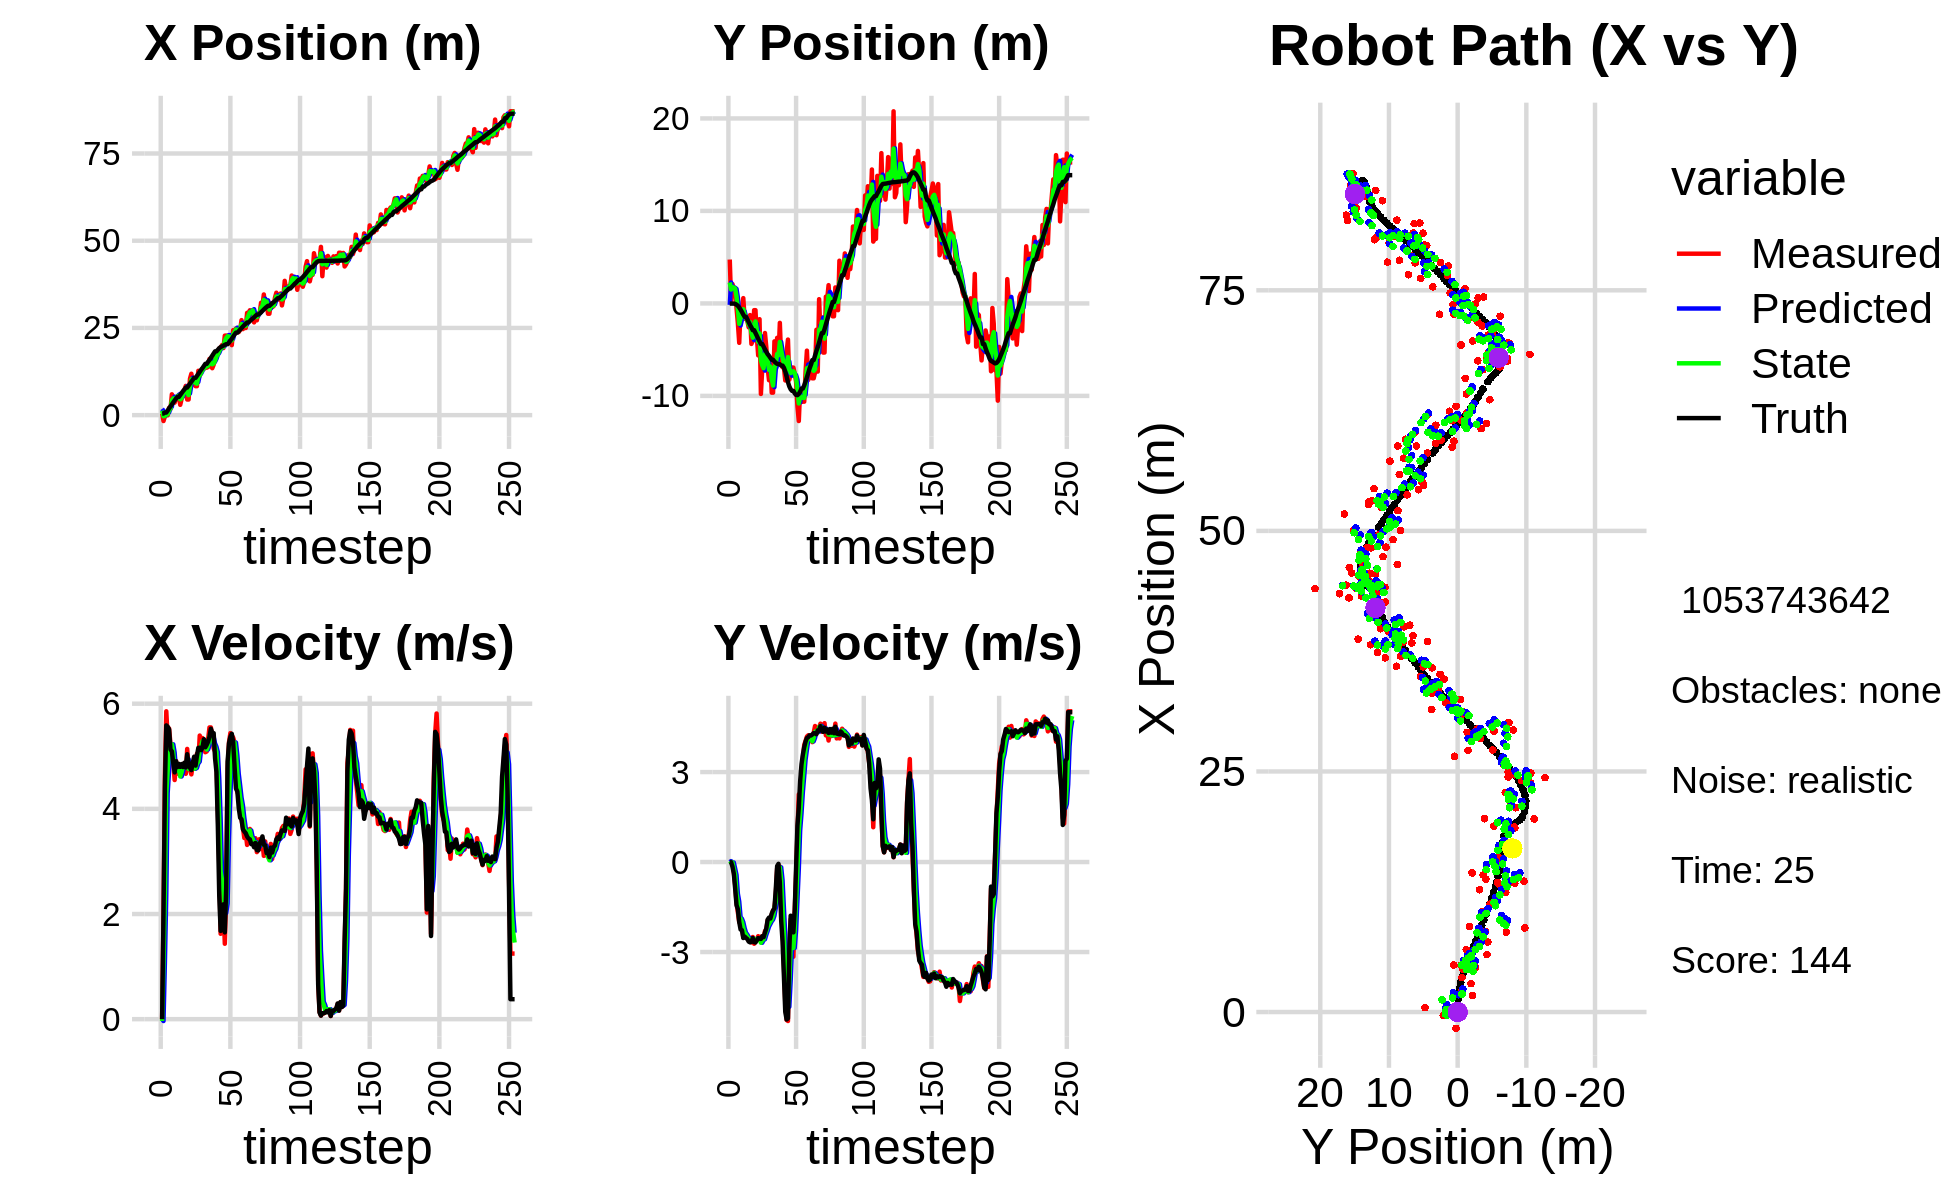 X Position (m)
75
50
25
0
0
50
100
150
200
250
timestep
Y Position (m)
20
10
0
-10
0
50
100
150
200
250
timestep
X Velocity (m/s)
6
4
2
0
0
50
100
150
200
250
timestep
Y Velocity (m/s)
3
0
-3
0
50
100
150
200
250
timestep
Robot Path (X vs Y)
X Position (m)
75
50
25
0
20 10 0 -10 -20
Y Position (m)
variable
Measured
Predicted
State
Truth
1053743642
Obstacles: none
Noise: realistic
Time: 25
Score: 144